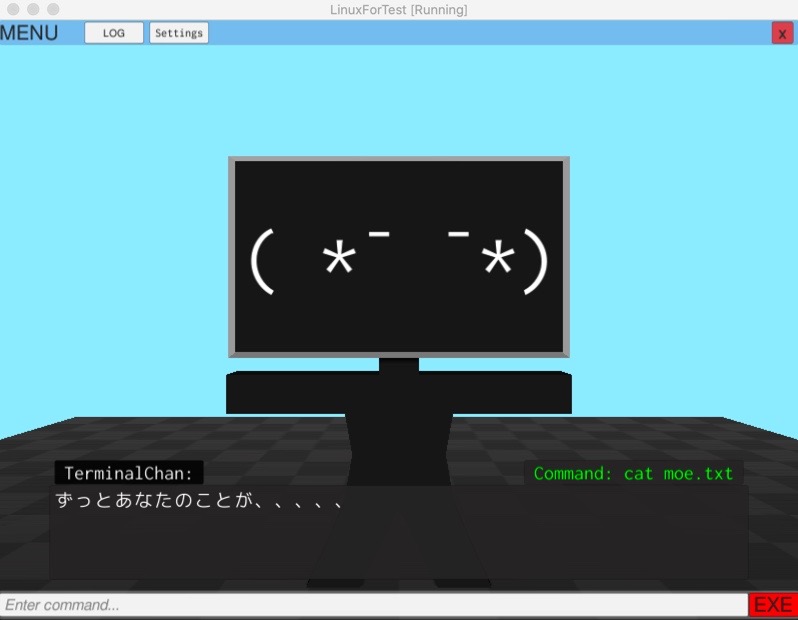 LinuxForTest [Running]
MENU LOG Settings x
( *¯ ¯*)
TerminalChan: Command: cat moe.txt
ずっとあなたのことが、、、、、
Enter command... EXE